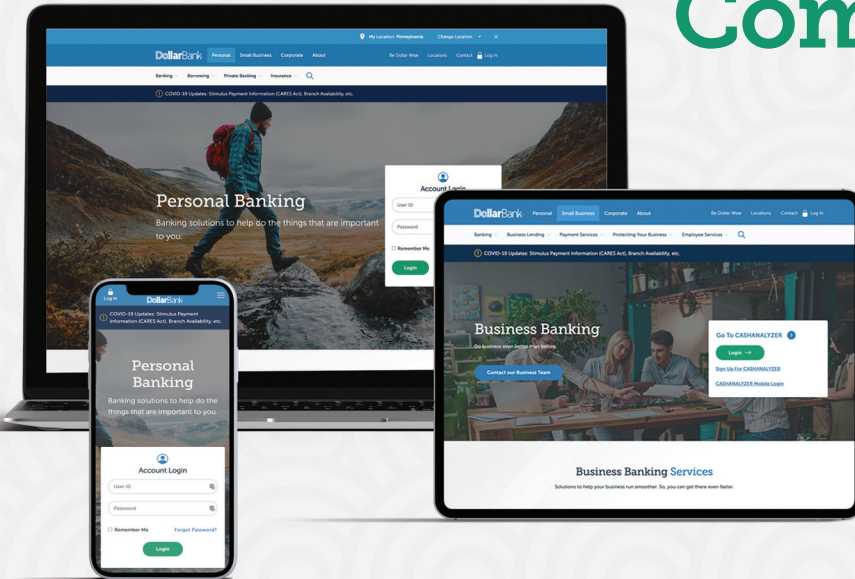 Com
My Location: Pennsylvania Change Location
DollarBank Personal Small Business Corporate About Be Dollar Wise Locations Contact Log In
Banking Borrowing Private Banking Insurance
COVID-19 Updates: Stimulus Payment Information (CARES Act), Branch Availability, etc.
Personal Banking
Banking solutions to help do the things that are important
to you.
Account Login
User ID
Password
Remember Me
Login
DollarBank Personal Small Business Corporate About Be Dollar Wise Locations Contact Log In
Banking Business Lending Payment Services Protecting Your Business Employee Services
COVID-19 Updates: Stimulus Payment Information (CARES Act), Branch Availability, etc.
Business Banking
Do business even better than before.
Contact our Business Team
Go To CASHANALYZER
Login →
Sign Up For CASHANALYZER
CASHANALYZER Mobile Login
Business Banking Services
Solutions to help your business run smoother. So, you can get there even faster.
Log In
DollarBank
COVID-19 Updates: Stimulus Payment
Information (CARES Act), Branch Availability, etc.
Personal
Banking
Banking solutions to help do the
things that are important to you.
Account Login
User ID
Password
Remember Me Forgot Password?
Login